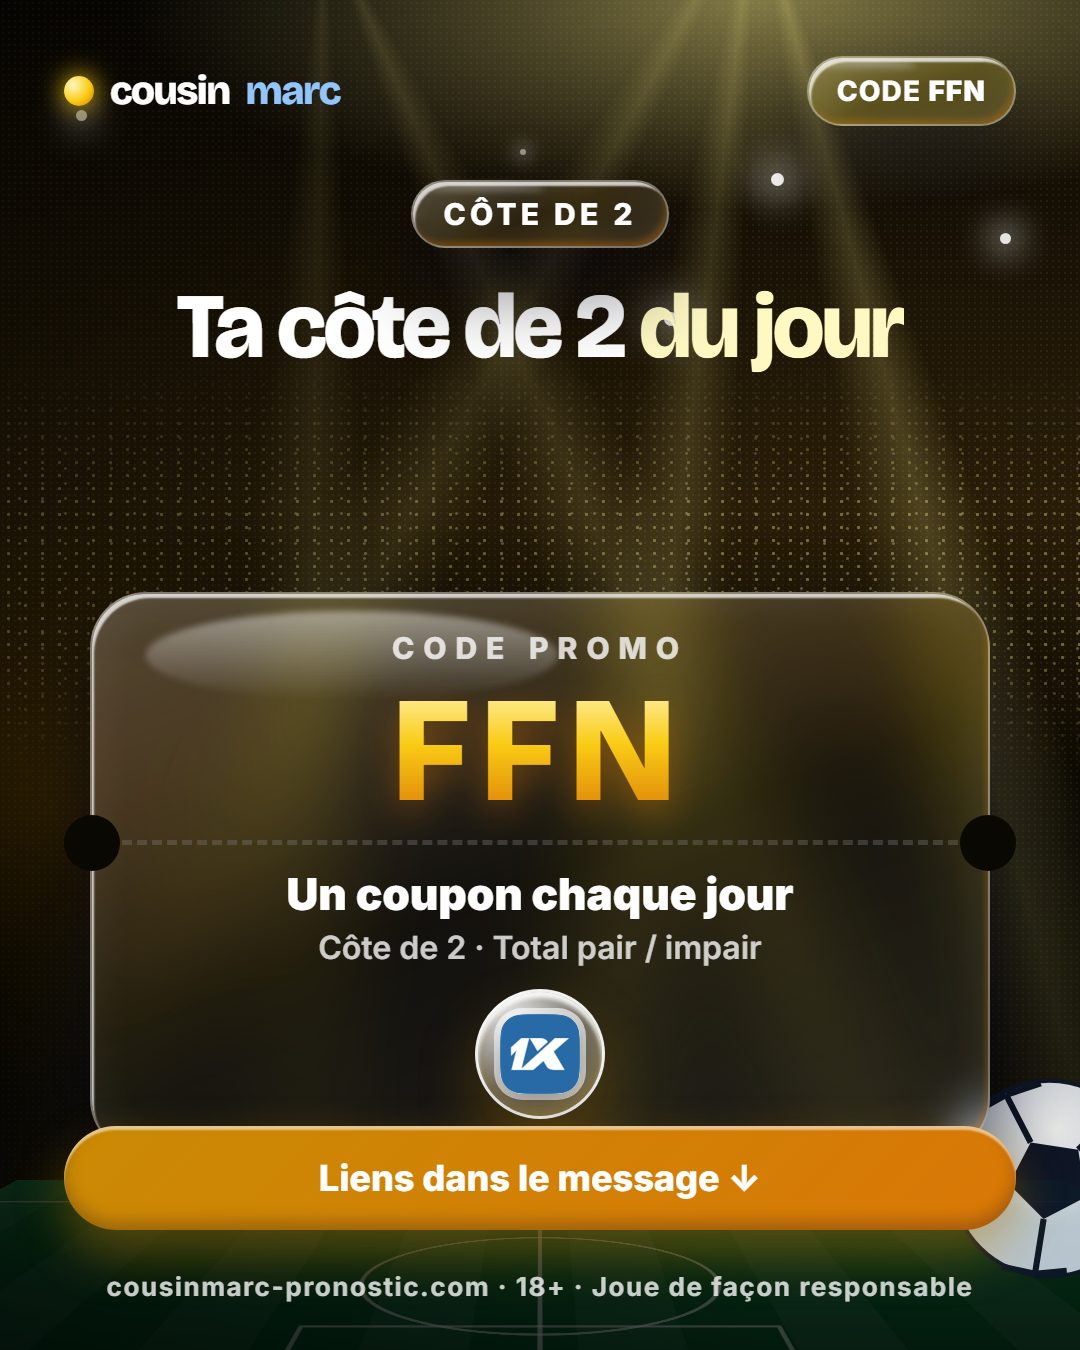 cousin marc
CODE FFN
CÔTE DE 2
Ta côte de 2 du jour
CODE PROMO
FFN
Un coupon chaque jour
Côte de 2 · Total pair / impair
1X
Liens dans le message ↓
cousinmarc-pronostic.com · 18+ · Joue de façon responsable